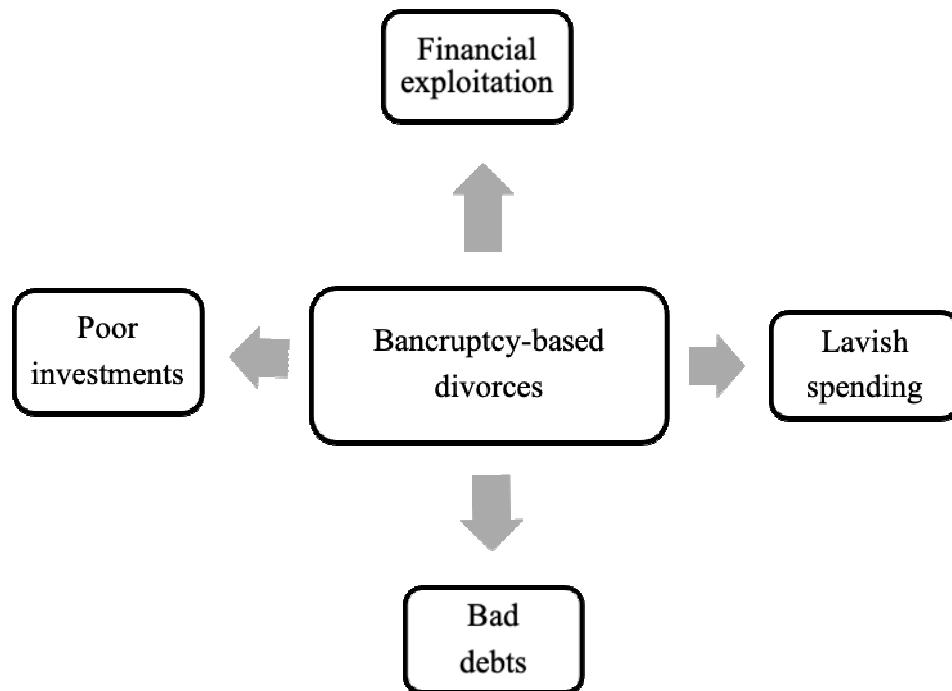 Financial
exploitation
Poor
investments
Bancruptcy-based
divorces
Lavish
spending
Bad
debts